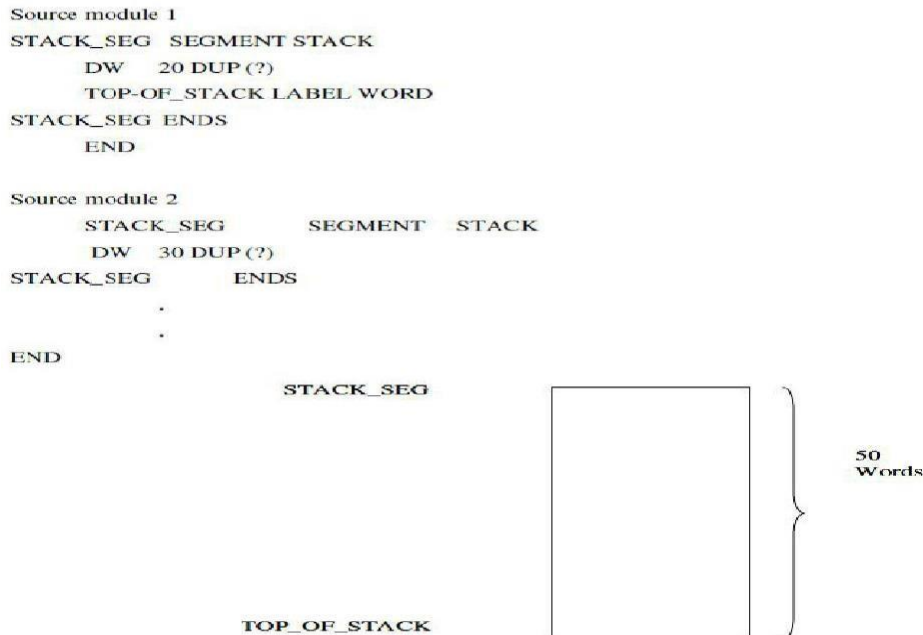 Source module 1
STACK_SEG SEGMENT STACK
DW 20 DUP (?)
TOP-OF_STACK LABEL WORD
STACK_SEG ENDS
END
Source module 2
STACK_SEG SEGMENT STACK
DW 30 DUP (?)
STACK_SEG ENDS
.
.
END
STACK_SEG
50
Words
TOP_OF_STACK